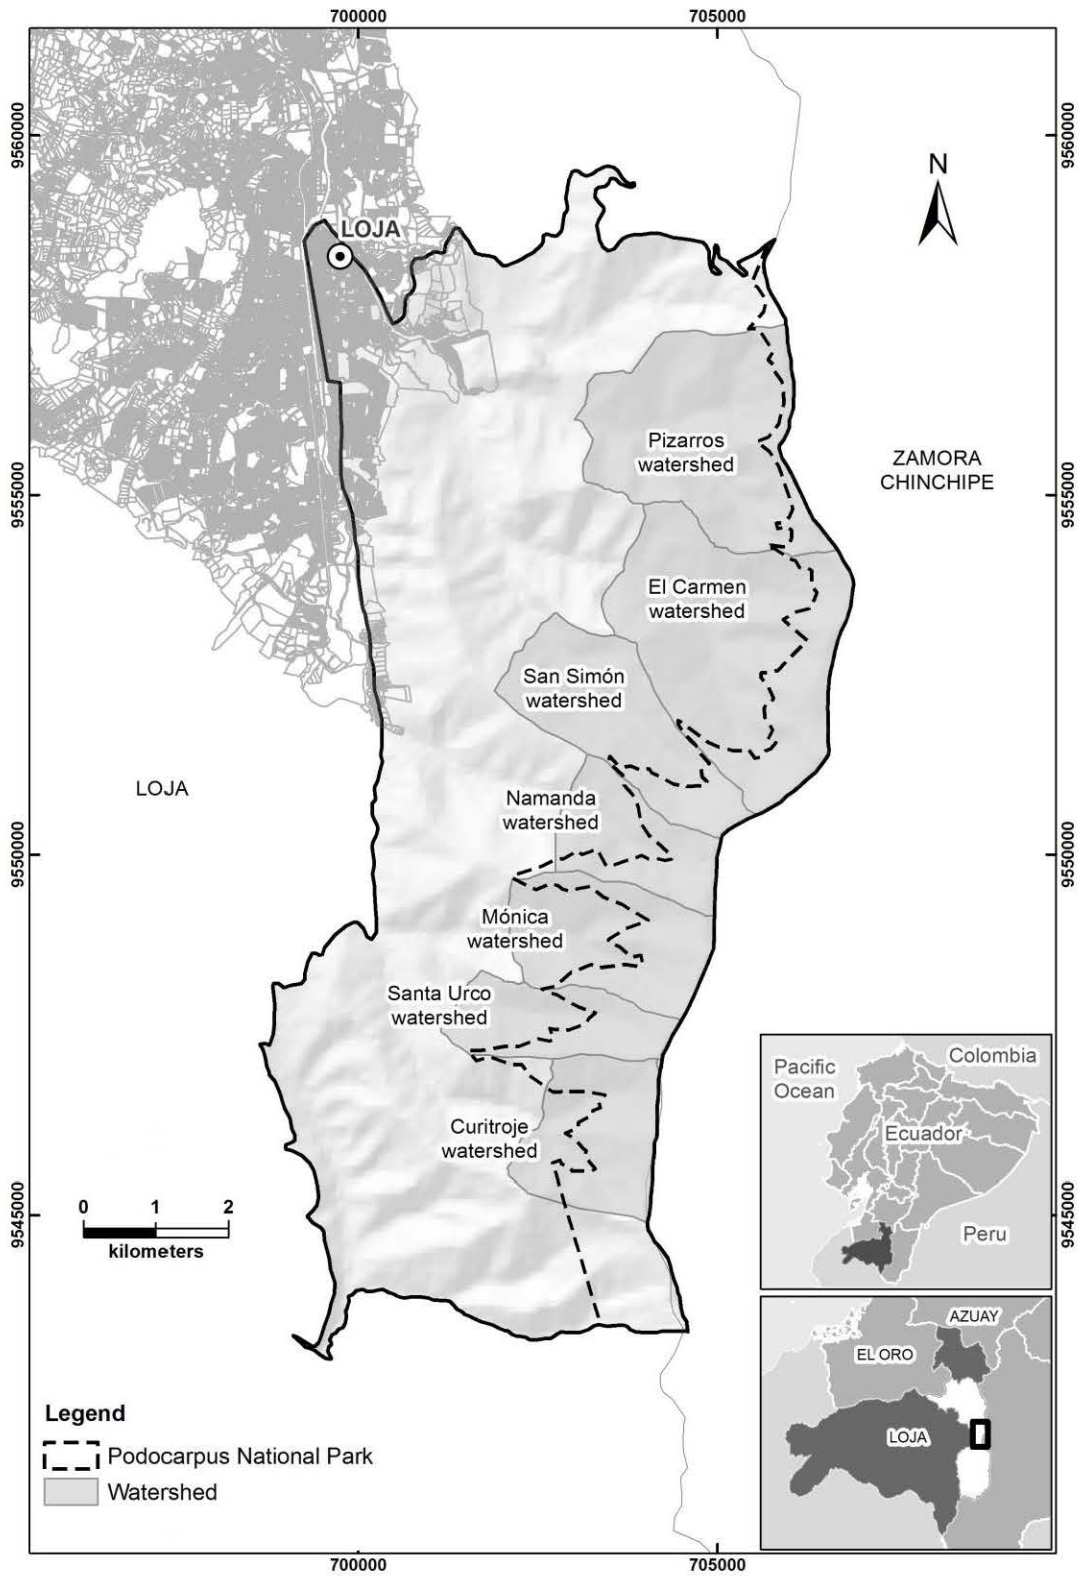 700000
705000
9560000
9560000
N
LOJA
Pizarros
watershed
ZAMORA
CHINCHIPE
9555000
9555000
El Carmen
watershed
San Simón
watershed
LOJA
Namanda
watershed
9550000
9550000
Mónica
watershed
Santa Urco
watershed
Curitroje
watershed
Pacific
Ocean
Colombia
Ecuador
Peru
0
1
2
kilometers
9545000
9545000
AZUAY
EL ORO
LOJA
Legend
Podocarpus National Park
Watershed
700000
705000